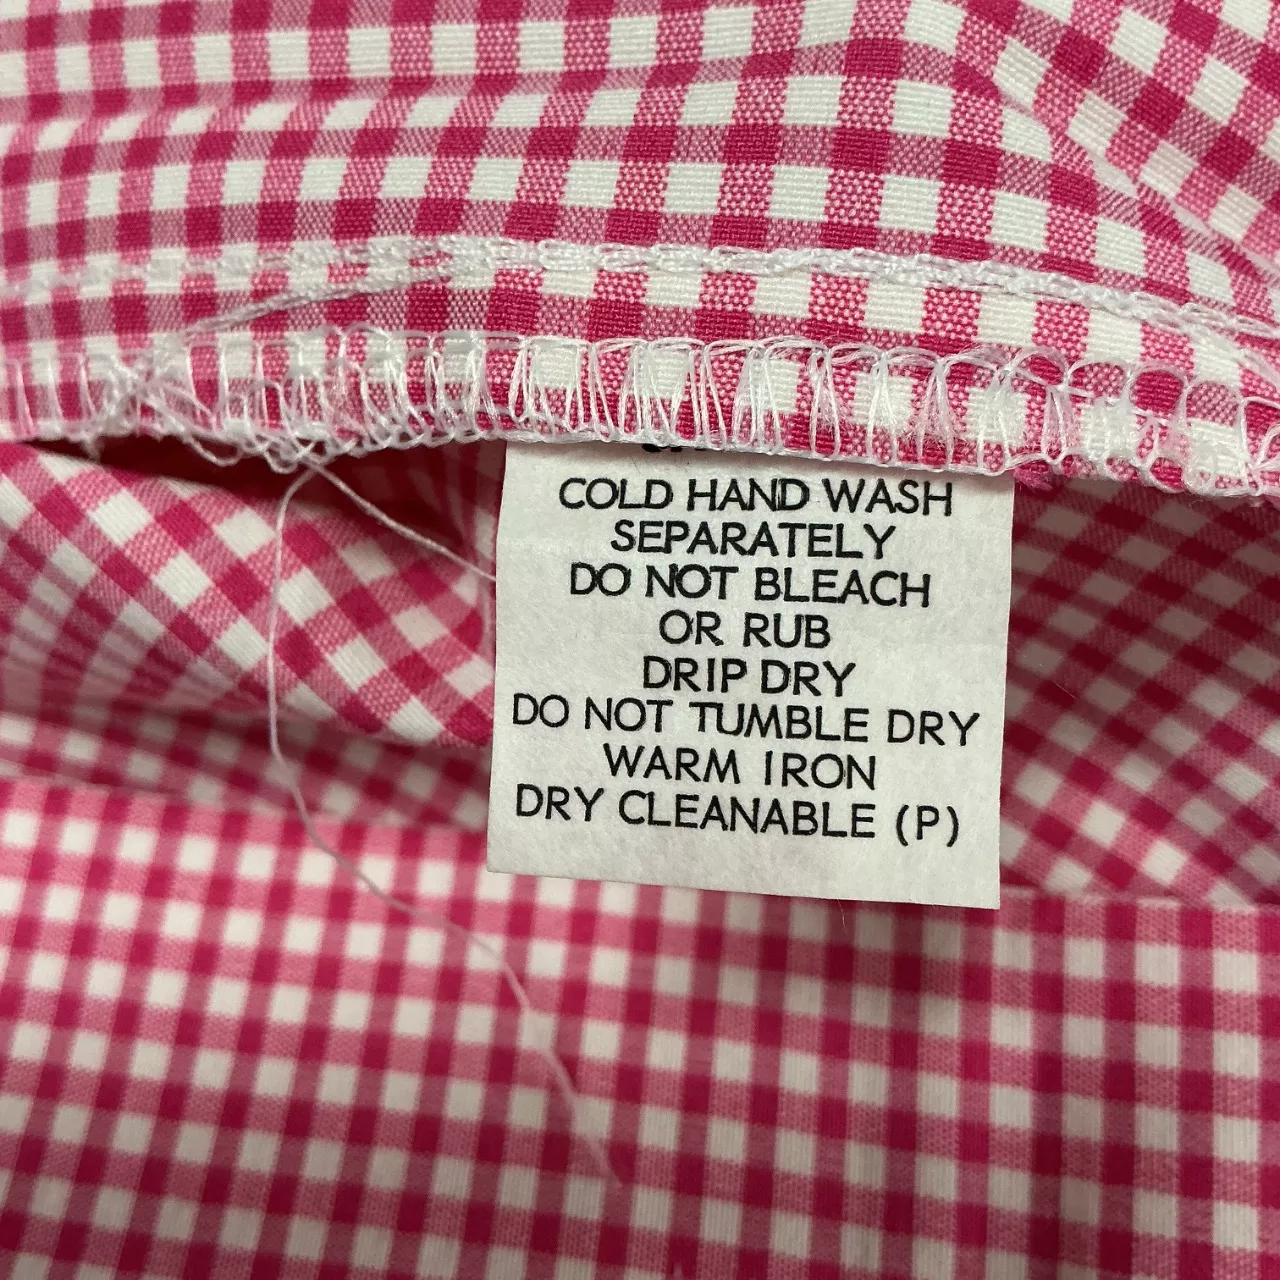 COLD HAND WASH
SEPARATELY
DO NOT BLEACH
OR RUB
DRIP DRY
DO NOT TUMBLE DRY
WARM IRON
DRY CLEANABLE (P)